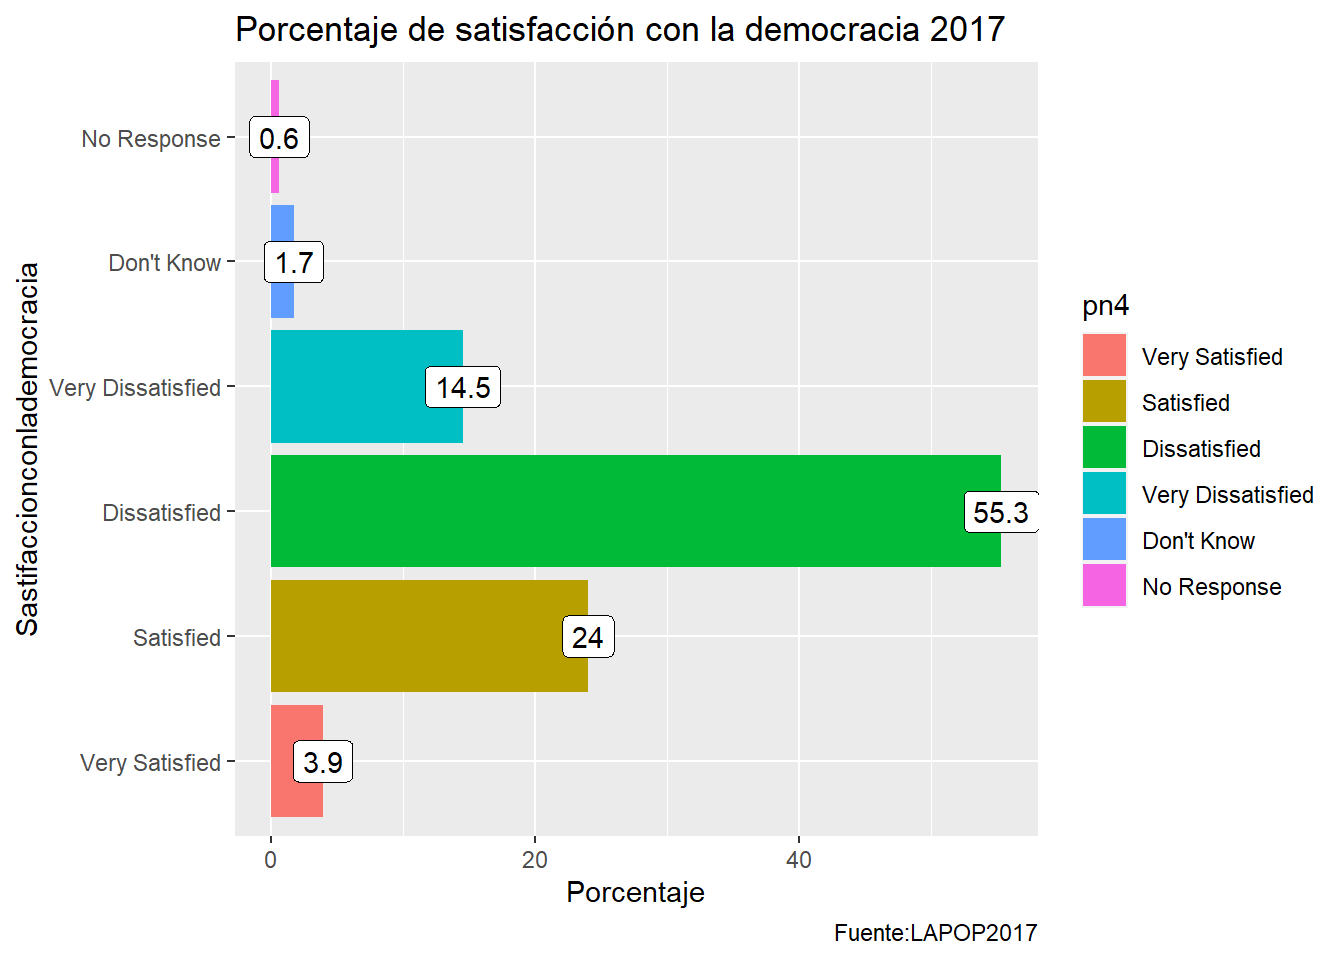 Porcentaje de satisfacción con la democracia 2017
Sastifaccionconlademocracia
No Response
0.6
Don't Know
1.7
Very Dissatisfied
14.5
Dissatisfied
55.3
Satisfied
24
Very Satisfied
3.9
0
20
40
Porcentaje
Fuente:LAPOP2017
pn4
Very Satisfied
Satisfied
Dissatisfied
Very Dissatisfied
Don't Know
No Response